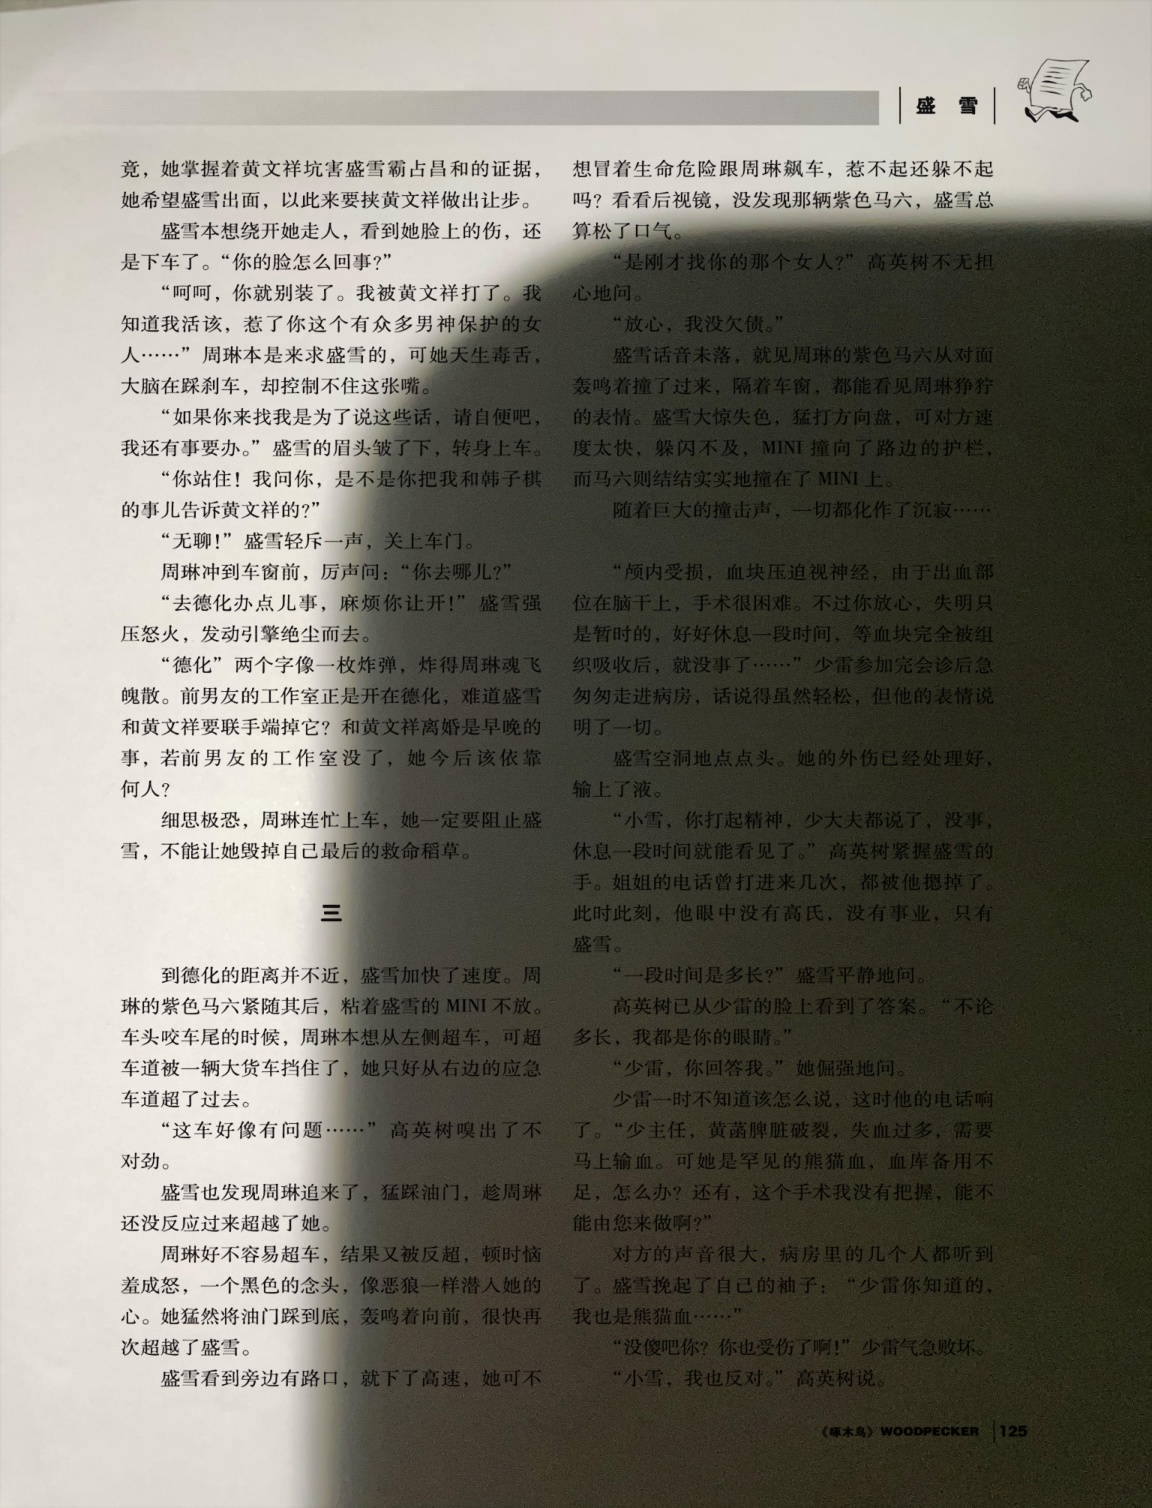 盛 雪
竟，她掌握着黄文祥坑害盛雪霸占昌和的证据，
她希望盛雪出面，以此来要挟黄文祥做出让步。
盛雪本想绕开她走人，看到她脸上的伤，还
是下车了。“你的脸怎么回事?”
“呵呵，你就别装了。我被黄文祥打了。我
知道我活该，惹了你这个有众多男神保护的女
人……”周琳本是来求盛雪的，可她天生毒舌，
大脑在踩刹车，却控制不住这张嘴。
“如果你来找我是为了说这些话，请自便吧，
我还有事要办。”盛雪的眉头皱了下，转身上车。
“你站住！我问你，是不是你把我和韩子棋
的事儿告诉黄文祥的?”
“无聊!”盛雪轻斥一声，关上车门。
周琳冲到车窗前，厉声问：“你去哪儿?”
“去德化办点儿事，麻烦你让开!”盛雪强
压怒火，发动引擎绝尘而去。
“德化”两个字像一枚炸弹，炸得周琳魂飞
魄散。前男友的工作室正是开在德化，难道盛雪
和黄文祥要联手端掉它？和黄文祥离婚是早晚的
事，若前男友的工作室没了，她今后该依靠
何人?
细思极恐，周琳连忙上车，她一定要阻止盛
雪，不能让她毁掉自己最后的救命稻草。
三
到德化的距离并不近，盛雪加快了速度。周
琳的紫色马六紧随其后，粘着盛雪的 MINI 不放。
车头咬车尾的时候，周琳本想从左侧超车，可超
车道被一辆大货车挡住了，她只好从右边的应急
车道超了过去。
“这车好像有问题……”高英树嗅出了不
对劲。
盛雪也发现周琳追来了，猛踩油门，趁周琳
还没反应过来超越了她。
周琳好不容易超车，结果又被反超，顿时恼
羞成怒，一个黑色的念头，像恶狼一样潜入她的
心。她猛然将油门踩到底，轰鸣着向前，很快再
次超越了盛雪。
盛雪看到旁边有路口，就下了高速，她可不
想冒着生命危险跟周琳飙车，惹不起还躲不起
吗？看看后视镜，没发现那辆紫色马六，盛雪总
算松了口气。
“是刚才找你的那个女人?”高英树不无担
心地问。
“放心，我没欠债。”
盛雪话音未落，就见周琳的紫色马六从对面
轰鸣着撞了过来，隔着车窗，都能看见周琳狰狞
的表情。盛雪大惊失色，猛打方向盘，可对方速
度太快，躲闪不及，MINI 撞向了路边的护栏，
而马六则结结实实地撞在了 MINI 上。
随着巨大的撞击声，一切都化作了沉寂……
“颅内受损，血块压迫视神经，由于出血部
位在脑干上，手术很困难。不过你放心，失明只
是暂时的，好好休息一段时间，等血块完全被组
织吸收后，就没事了……”少雷参加完会诊后急
匆匆走进病房，话说得虽然轻松，但他的表情说
明了一切。
盛雪空洞地点点头。她的外伤已经处理好，
输上了液。
“小雪，你打起精神，少大夫都说了，没事，
休息一段时间就能看见了。”高英树紧握盛雪的
手。姐姐的电话曾打进来几次，都被他摁掉了。
此时此刻，他眼中没有高氏，没有事业，只有
盛雪。
“一段时间是多长?”盛雪平静地问。
高英树已从少雷的脸上看到了答案。“不论
多长，我都是你的眼睛。”
“少雷，你回答我。”她倔强地问。
少雷一时不知道该怎么说，这时他的电话响
了。“少主任，黄菡脾脏破裂，失血过多，需要
马上输血。可她是罕见的熊猫血，血库备用不
足，怎么办？还有，这个手术我没有把握，能不
能由您来做啊?”
对方的声音很大，病房里的几个人都听到
了。盛雪挽起了自己的袖子：“少雷你知道的，
我也是熊猫血……”
“没傻吧你？你也受伤了啊!”少雷气急败坏。
“小雪，我也反对。”高英树说。
《啄木鸟》WOODPECKER 125